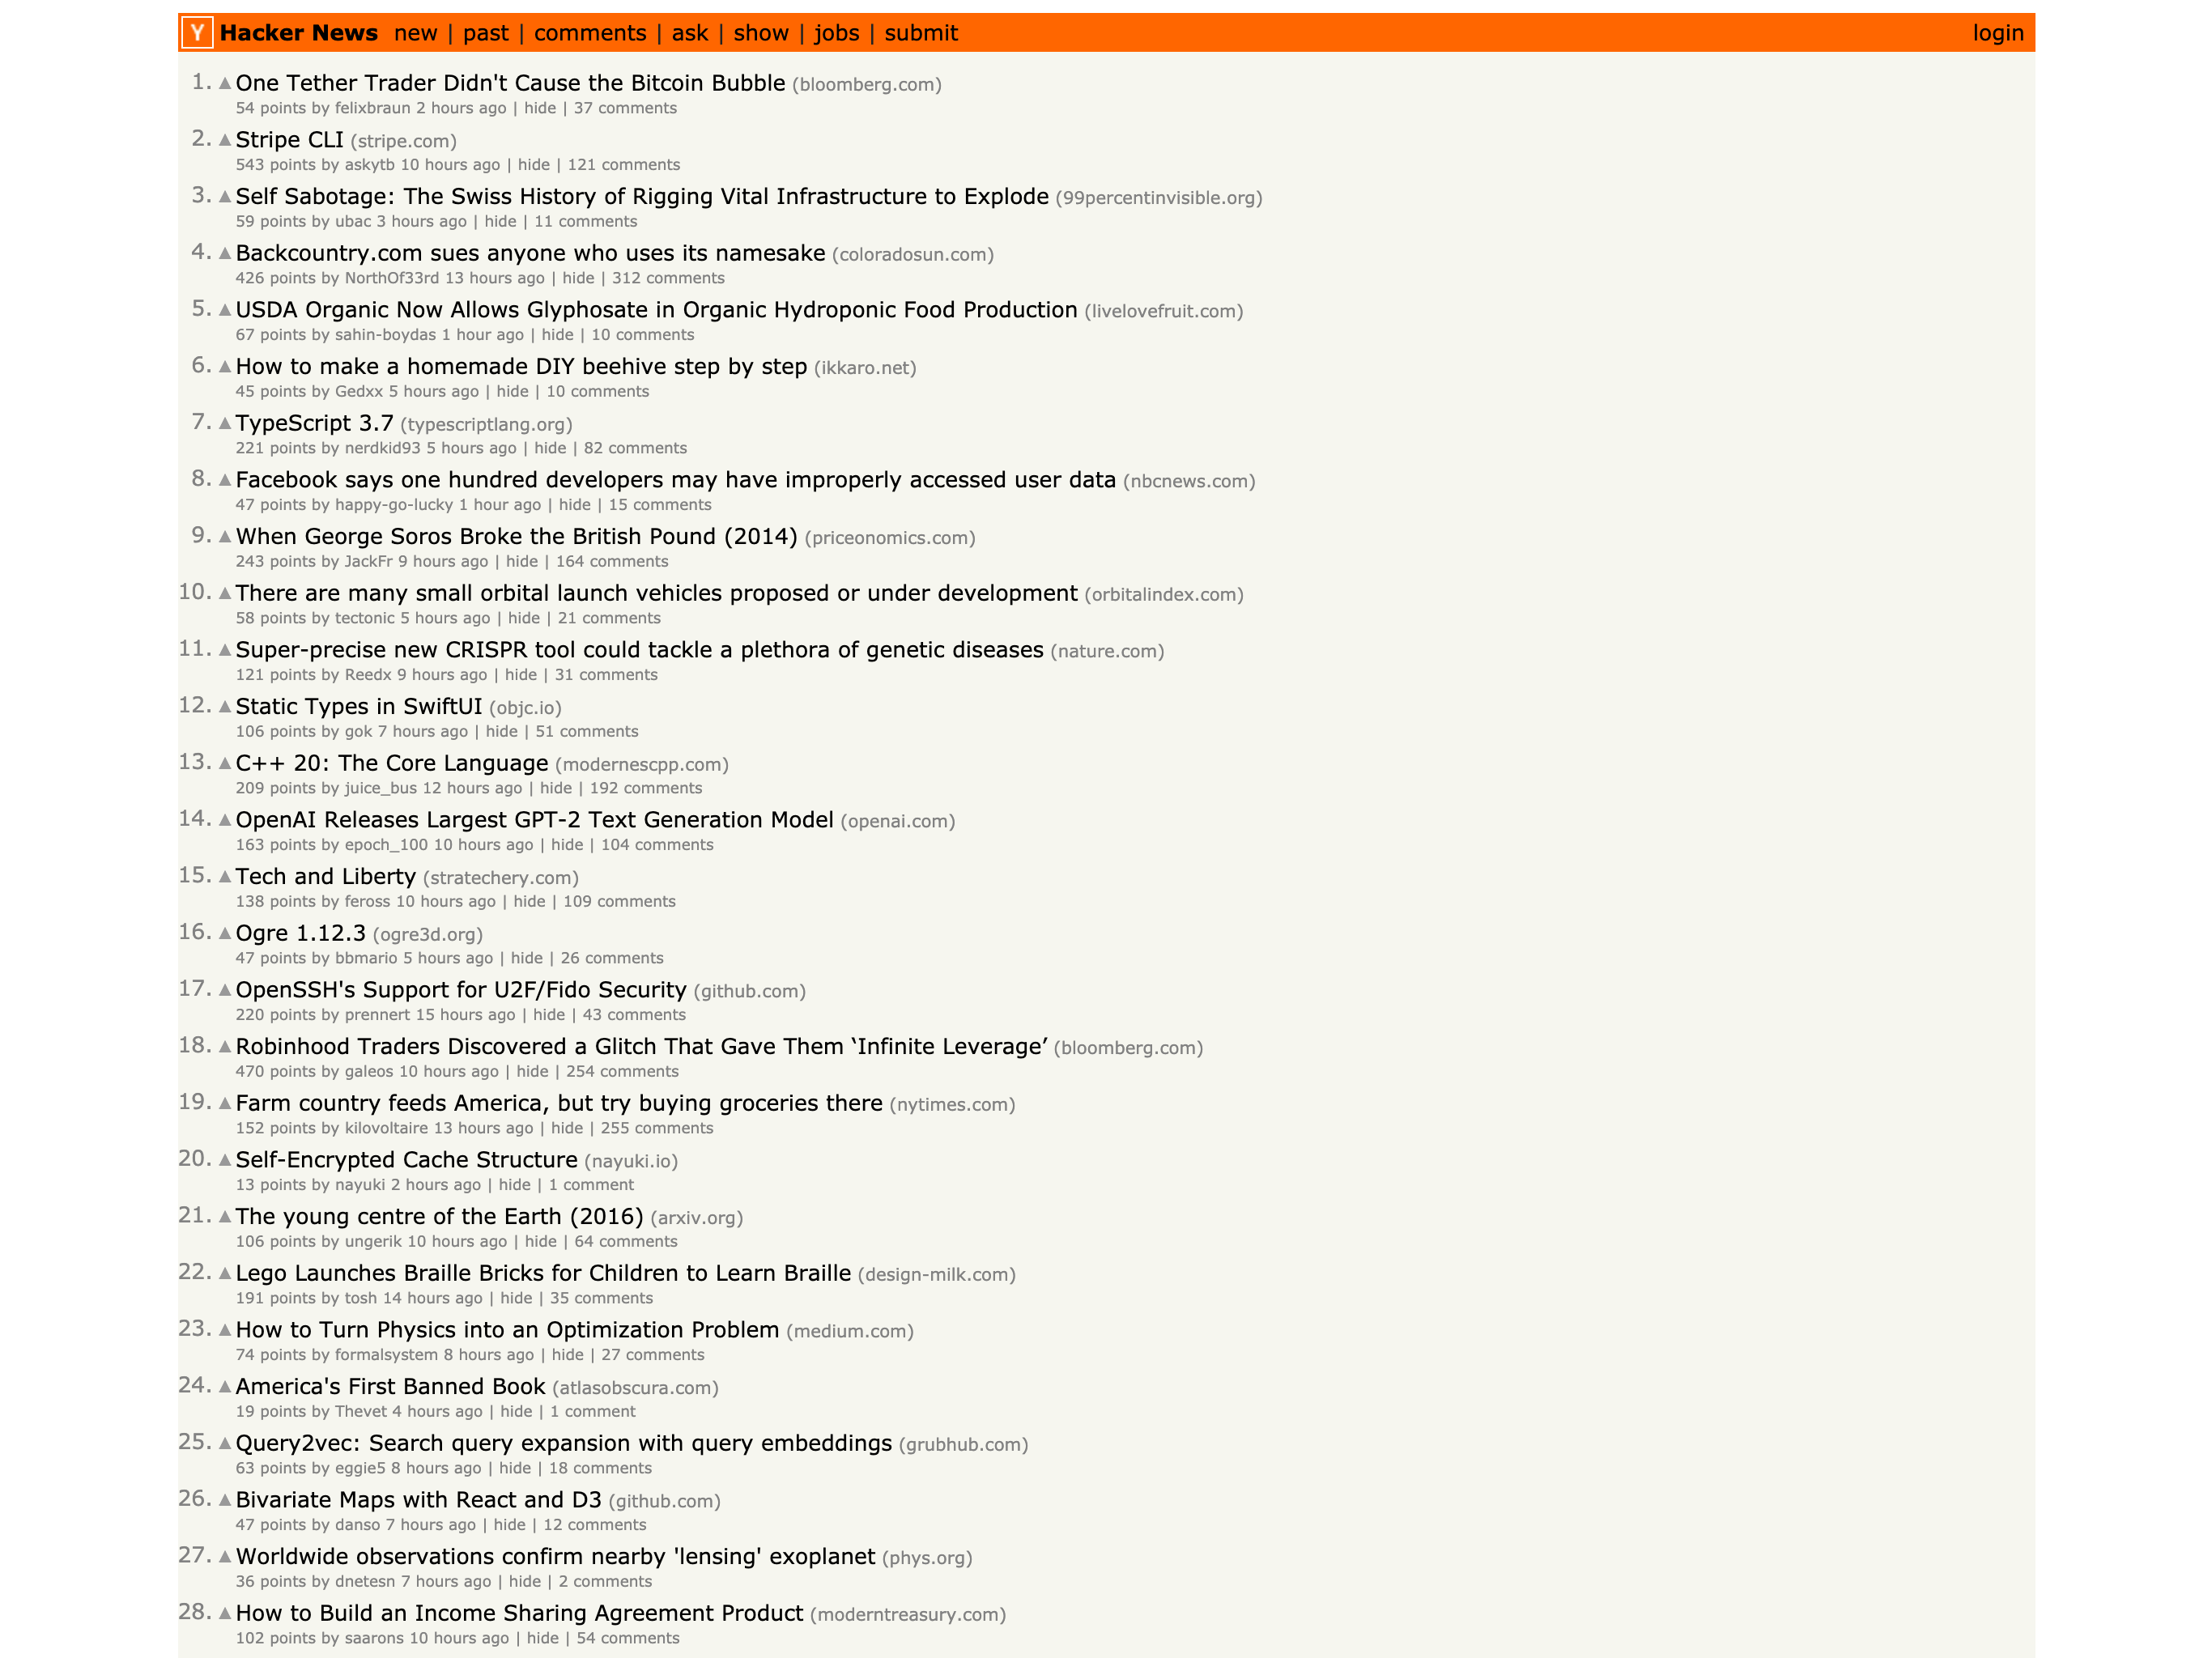 Y Hacker News new | past | comments | ask | show | jobs | submit login
1. ▲ One Tether Trader Didn't Cause the Bitcoin Bubble (bloomberg.com)
54 points by felixbraun 2 hours ago | hide | 37 comments
2. ▲ Stripe CLI (stripe.com)
543 points by askytb 10 hours ago | hide | 121 comments
3. ▲ Self Sabotage: The Swiss History of Rigging Vital Infrastructure to Explode (99percentinvisible.org)
59 points by ubac 3 hours ago | hide | 11 comments
4. ▲ Backcountry.com sues anyone who uses its namesake (coloradosun.com)
426 points by NorthOf33rd 13 hours ago | hide | 312 comments
5. ▲ USDA Organic Now Allows Glyphosate in Organic Hydroponic Food Production (livelovefruit.com)
67 points by sahin-boydas 1 hour ago | hide | 10 comments
6. ▲ How to make a homemade DIY beehive step by step (ikkaro.net)
45 points by Gedxx 5 hours ago | hide | 10 comments
7. ▲ TypeScript 3.7 (typescriptlang.org)
221 points by nerdkid93 5 hours ago | hide | 82 comments
8. ▲ Facebook says one hundred developers may have improperly accessed user data (nbcnews.com)
47 points by happy-go-lucky 1 hour ago | hide | 15 comments
9. ▲ When George Soros Broke the British Pound (2014) (priceonomics.com)
243 points by JackFr 9 hours ago | hide | 164 comments
10. ▲ There are many small orbital launch vehicles proposed or under development (orbitalindex.com)
58 points by tectonic 5 hours ago | hide | 21 comments
11. ▲ Super-precise new CRISPR tool could tackle a plethora of genetic diseases (nature.com)
121 points by Reedx 9 hours ago | hide | 31 comments
12. ▲ Static Types in SwiftUI (objc.io)
106 points by gok 7 hours ago | hide | 51 comments
13. ▲ C++ 20: The Core Language (modernescpp.com)
209 points by juice_bus 12 hours ago | hide | 192 comments
14. ▲ OpenAI Releases Largest GPT-2 Text Generation Model (openai.com)
163 points by epoch_100 10 hours ago | hide | 104 comments
15. ▲ Tech and Liberty (stratechery.com)
138 points by feross 10 hours ago | hide | 109 comments
16. ▲ Ogre 1.12.3 (ogre3d.org)
47 points by bbmario 5 hours ago | hide | 26 comments
17. ▲ OpenSSH's Support for U2F/Fido Security (github.com)
220 points by prennert 15 hours ago | hide | 43 comments
18. ▲ Robinhood Traders Discovered a Glitch That Gave Them ‘Infinite Leverage’ (bloomberg.com)
470 points by galeos 10 hours ago | hide | 254 comments
19. ▲ Farm country feeds America, but try buying groceries there (nytimes.com)
152 points by kilovoltaire 13 hours ago | hide | 255 comments
20. ▲ Self-Encrypted Cache Structure (nayuki.io)
13 points by nayuki 2 hours ago | hide | 1 comment
21. ▲ The young centre of the Earth (2016) (arxiv.org)
106 points by ungerik 10 hours ago | hide | 64 comments
22. ▲ Lego Launches Braille Bricks for Children to Learn Braille (design-milk.com)
191 points by tosh 14 hours ago | hide | 35 comments
23. ▲ How to Turn Physics into an Optimization Problem (medium.com)
74 points by formalsystem 8 hours ago | hide | 27 comments
24. ▲ America's First Banned Book (atlasobscura.com)
19 points by Thevet 4 hours ago | hide | 1 comment
25. ▲ Query2vec: Search query expansion with query embeddings (grubhub.com)
63 points by eggie5 8 hours ago | hide | 18 comments
26. ▲ Bivariate Maps with React and D3 (github.com)
47 points by danso 7 hours ago | hide | 12 comments
27. ▲ Worldwide observations confirm nearby 'lensing' exoplanet (phys.org)
36 points by dnetesn 7 hours ago | hide | 2 comments
28. ▲ How to Build an Income Sharing Agreement Product (moderntreasury.com)
102 points by saarons 10 hours ago | hide | 54 comments